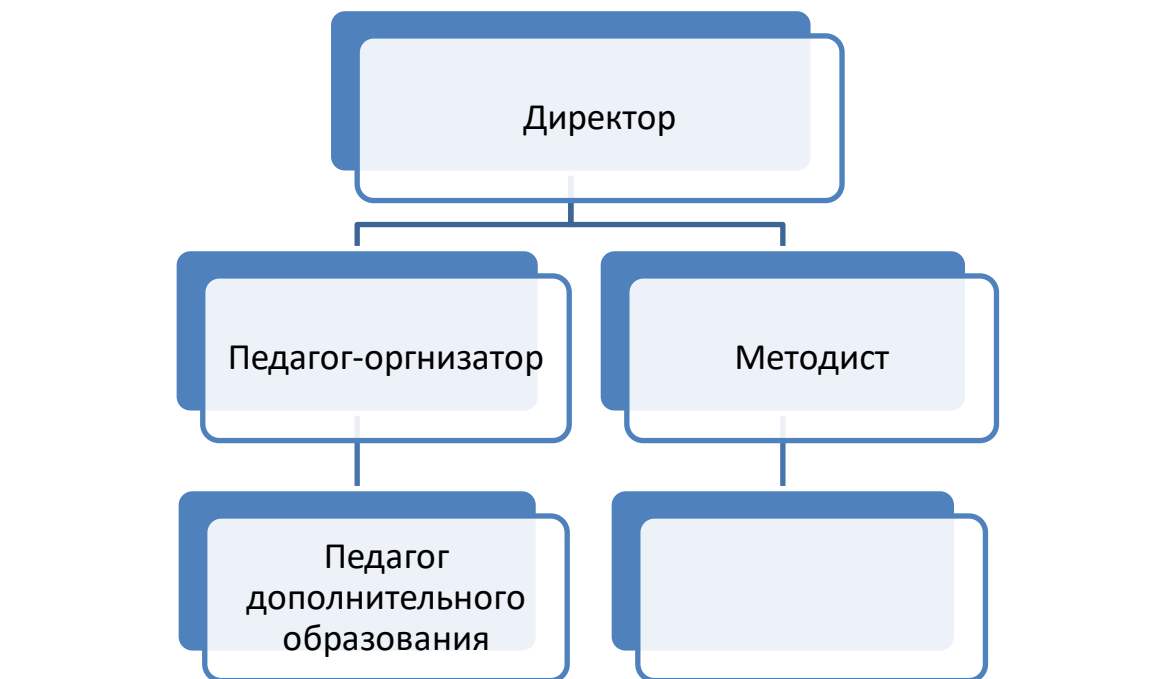 Директор
Педагог-оргнизатор
Методист
Педагог
дополнительного
образования